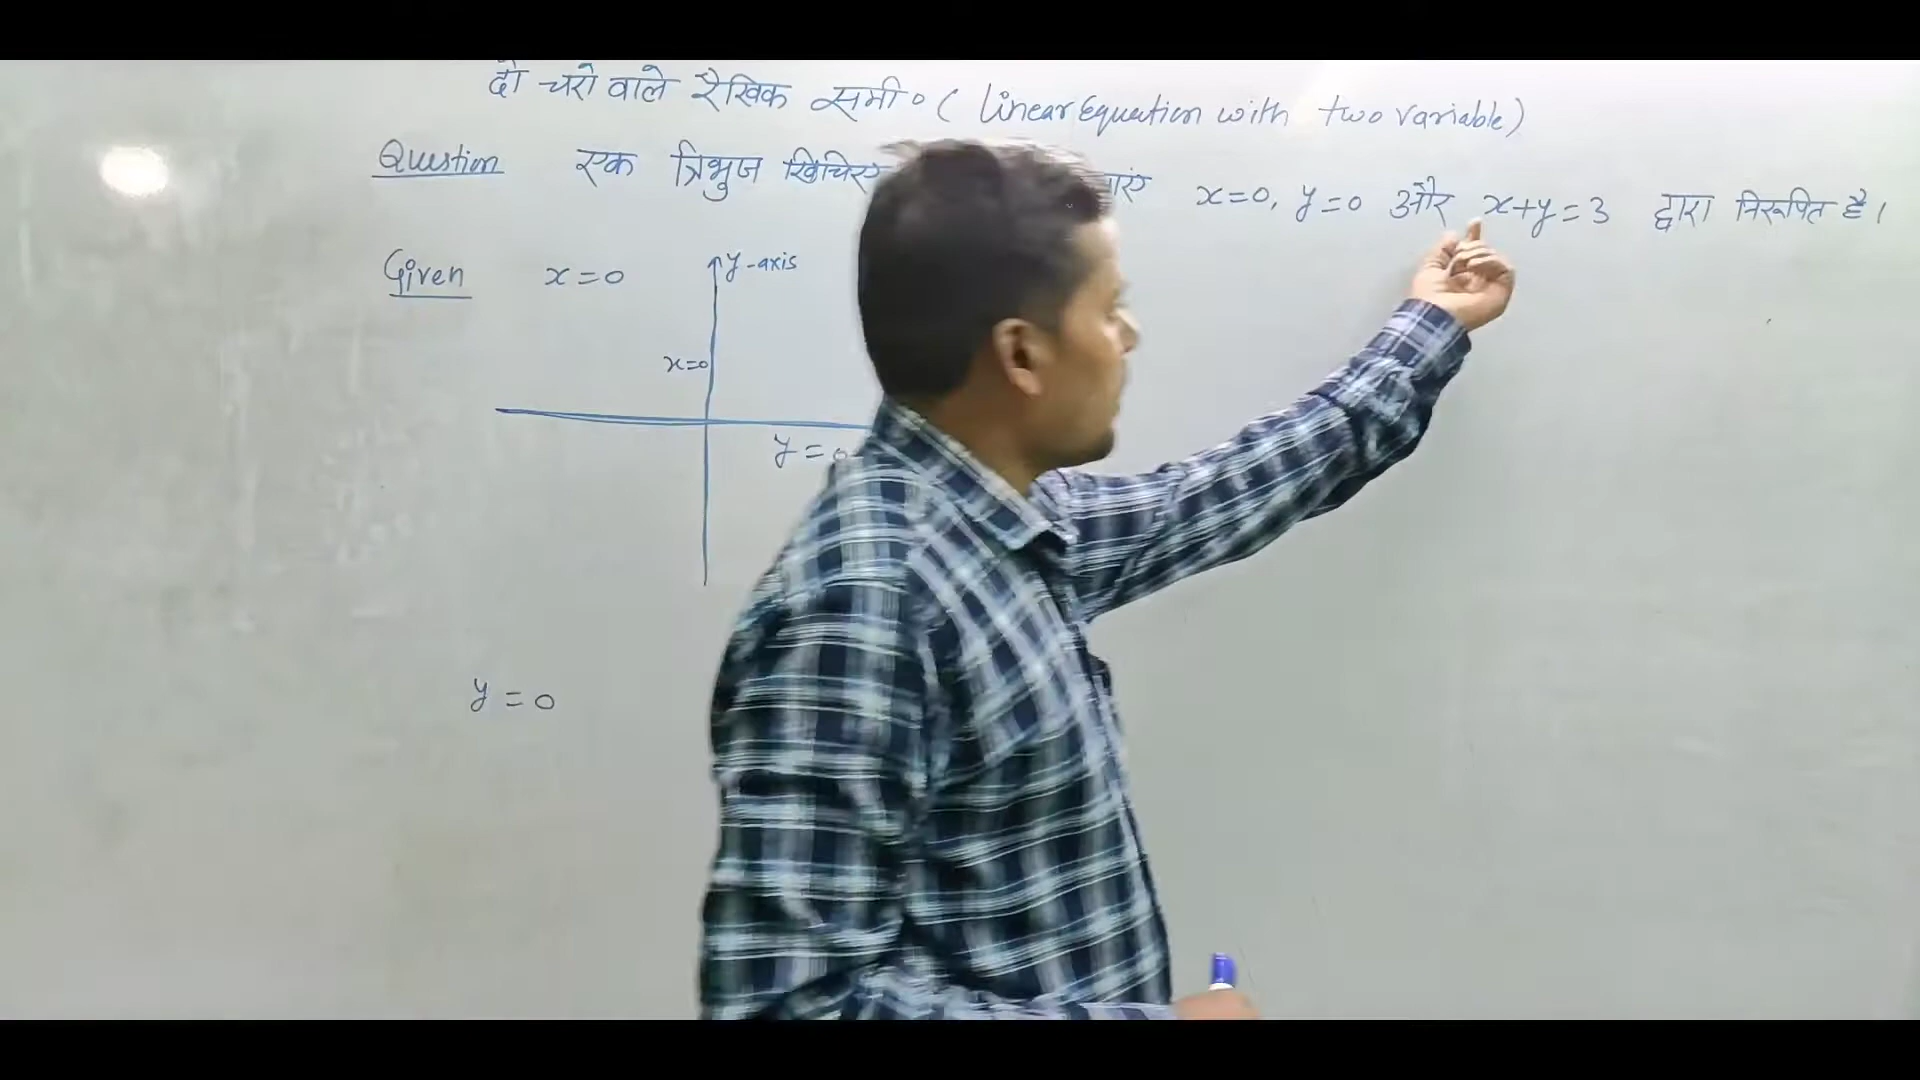 दो चरो वाले रैखिक समी० ( Linear Equation with two variable)
Question एक त्रिभुज खिचिए x=0, y=0 और x+y=3 द्वारा निरूपित है।
Given x=0
y-axis
x=0
y=0
y=0